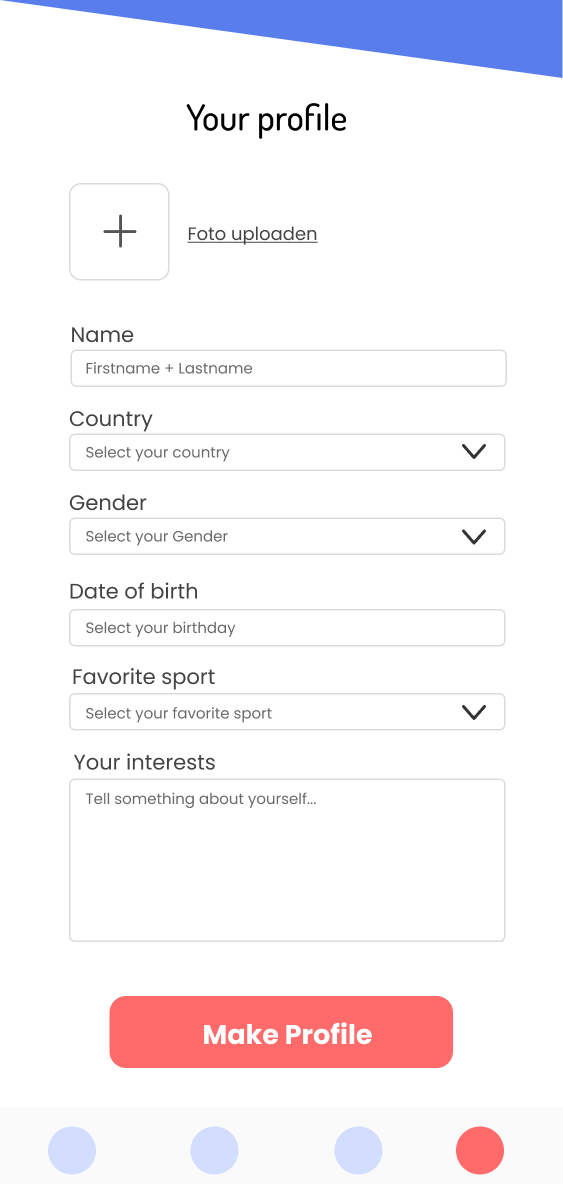 Your profile
Foto uploaden
Name
Firstname + Lastname
Country
Select your country
Gender
Select your Gender
Date of birth
Select your birthday
Favorite sport
Select your favorite sport
Your interests
Tell something about yourself...
Make Profile